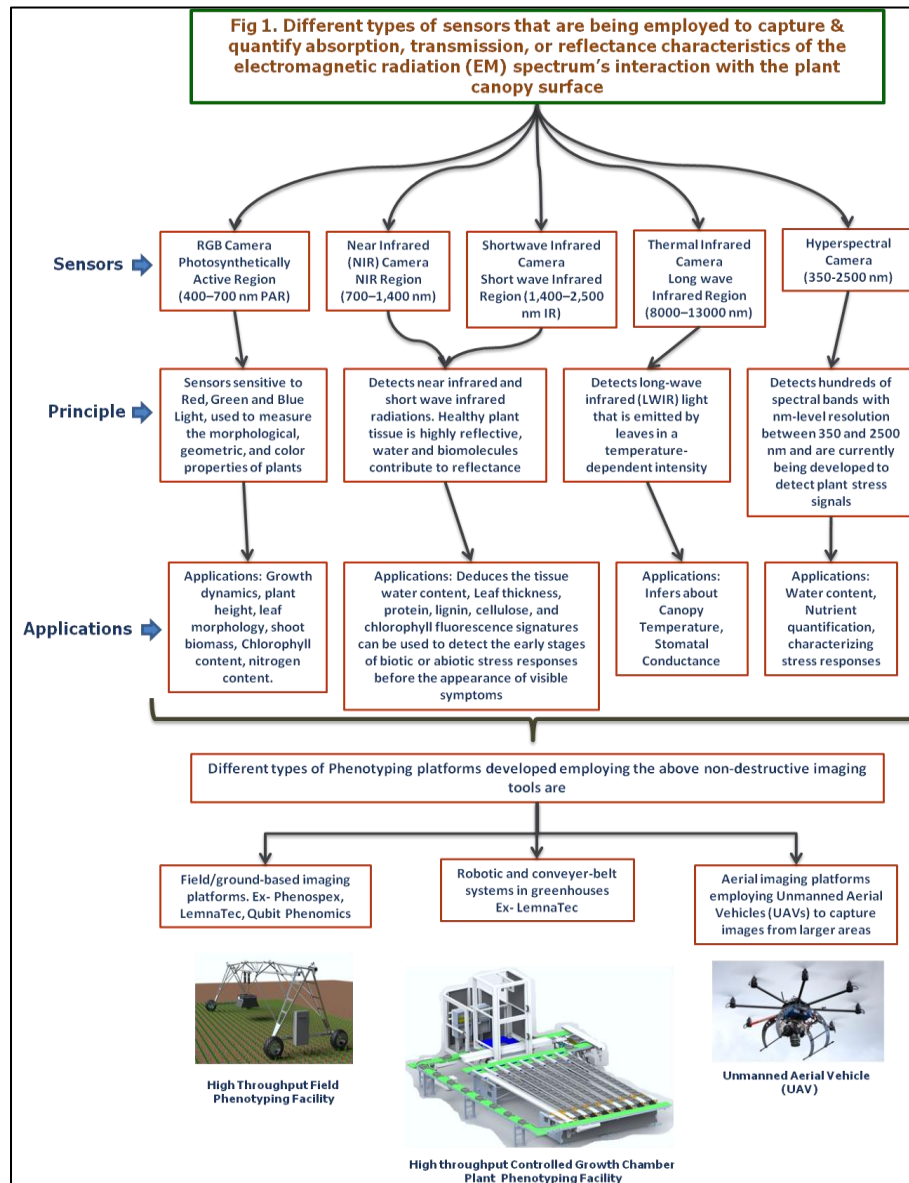 Fig 1. Different types of sensors that are being employed to capture &
quantify absorption, transmission, or reflectance characteristics of the
electromagnetic radiation (EM) spectrum's interaction with the plant
canopy surface
Sensors
RGB Camera
Photosynthetically
Active Region
(400–700 nm PAR)
Near Infrared
(NIR) Camera
NIR Region
(700–1,400 nm)
Shortwave Infrared
Camera
Short wave Infrared
Region (1,400–2,500
nm IR)
Thermal Infrared
Camera
Long wave
Infrared Region
(8000–13000 nm)
Hyperspectral
Camera
(350-2500 nm)
Principle
Sensors sensitive to
Red, Green and Blue
Light, used to measure
the morphological,
geometric, and color
properties of plants
Detects near infrared and
short wave infrared
radiations. Healthy plant
tissue is highly reflective,
water and biomolecules
contribute to reflectance
Detects long-wave
infrared (LWIR) light
that is emitted by
leaves in a
temperature-
dependent intensity
Detects hundreds of
spectral bands with
nm-level resolution
between 350 and 2500
nm and are currently
being developed to
detect plant stress
signals
Applications
Applications: Growth
dynamics, plant
height, leaf
morphology, shoot
biomass, Chlorophyll
content, nitrogen
content.
Applications: Deduces the tissue
water content, Leaf thickness,
protein, lignin, cellulose, and
chlorophyll fluorescence signatures
can be used to detect the early stages
of biotic or abiotic stress responses
before the appearance of visible
symptoms
Applications:
Infers about
Canopy
Temperature,
Stomatal
Conductance
Applications:
Water content,
Nutrient
quantification,
characterizing
stress responses
Different types of Phenotyping platforms developed employing the above non-destructive imaging
tools are
Field/ground-based imaging
platforms. Ex- Phenospex,
LemnaTec, Qubit Phenomics
Robotic and conveyer-belt
systems in greenhouses
Ex- LemnaTec
Aerial imaging platforms
employing Unmanned Aerial
Vehicles (UAVs) to capture
images from larger areas
High Throughput Field
Phenotyping Facility
High throughput Controlled Growth Chamber
Plant Phenotyping Facility
Unmanned Aerial Vehicle
(UAV)